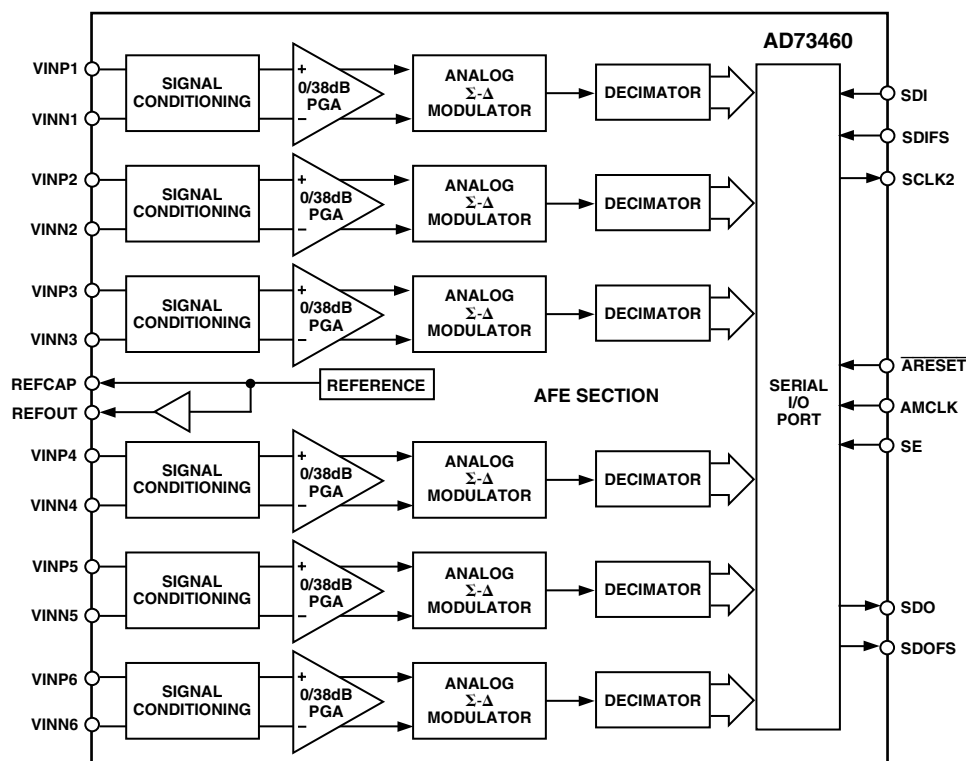 AD73460
VINP1
VINN1
SIGNAL
CONDITIONING
+
0/38dB
PGA
–
ANALOG
Σ-Δ
MODULATOR
DECIMATOR
VINP2
VINN2
SIGNAL
CONDITIONING
+
0/38dB
PGA
–
ANALOG
Σ-Δ
MODULATOR
DECIMATOR
VINP3
VINN3
SIGNAL
CONDITIONING
+
0/38dB
PGA
–
ANALOG
Σ-Δ
MODULATOR
DECIMATOR
REFCAP
REFOUT
REFERENCE
AFE SECTION
VINP4
VINN4
SIGNAL
CONDITIONING
+
0/38dB
PGA
–
ANALOG
Σ-Δ
MODULATOR
DECIMATOR
VINP5
VINN5
SIGNAL
CONDITIONING
+
0/38dB
PGA
–
ANALOG
Σ-Δ
MODULATOR
DECIMATOR
VINP6
VINN6
SIGNAL
CONDITIONING
+
0/38dB
PGA
–
ANALOG
Σ-Δ
MODULATOR
DECIMATOR
SERIAL
I/O
PORT
SDI
SDIFS
SCLK2
ARESET
AMCLK
SE
SDO
SDOFS